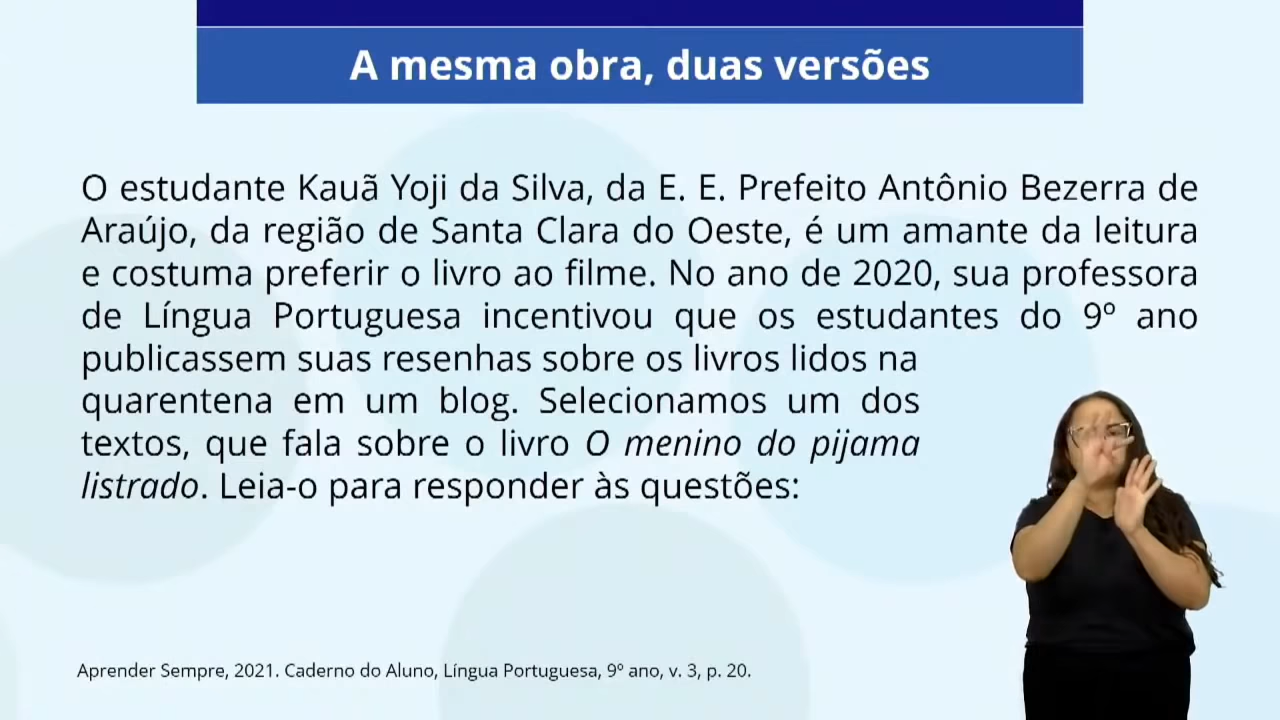 A mesma obra, duas versões
O estudante Kauã Yoji da Silva, da E. E. Prefeito Antônio Bezerra de
Araújo, da região de Santa Clara do Oeste, é um amante da leitura
e costuma preferir o livro ao filme. No ano de 2020, sua professora
de Língua Portuguesa incentivou que os estudantes do 9º ano
publicassem suas resenhas sobre os livros lidos na
quarentena em um blog. Selecionamos um dos
textos, que fala sobre o livro O menino do pijama
listrado. Leia-o para responder às questões:
Aprender Sempre, 2021. Caderno do Aluno, Língua Portuguesa, 9º ano, v. 3, p. 20.